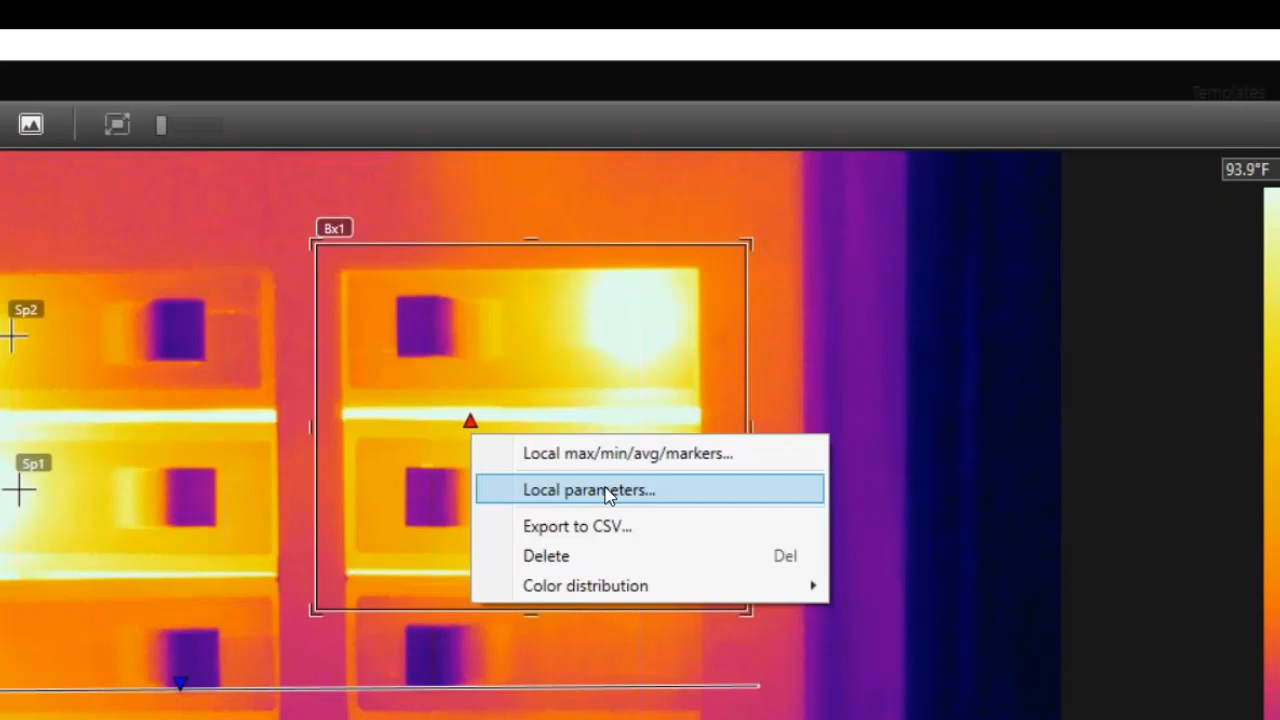 Templates
93.9°F
Bx1
Sp2
Sp1
Local max/min/avg/markers...
Local parameters...
Export to CSV...
Delete Del
Color distribution